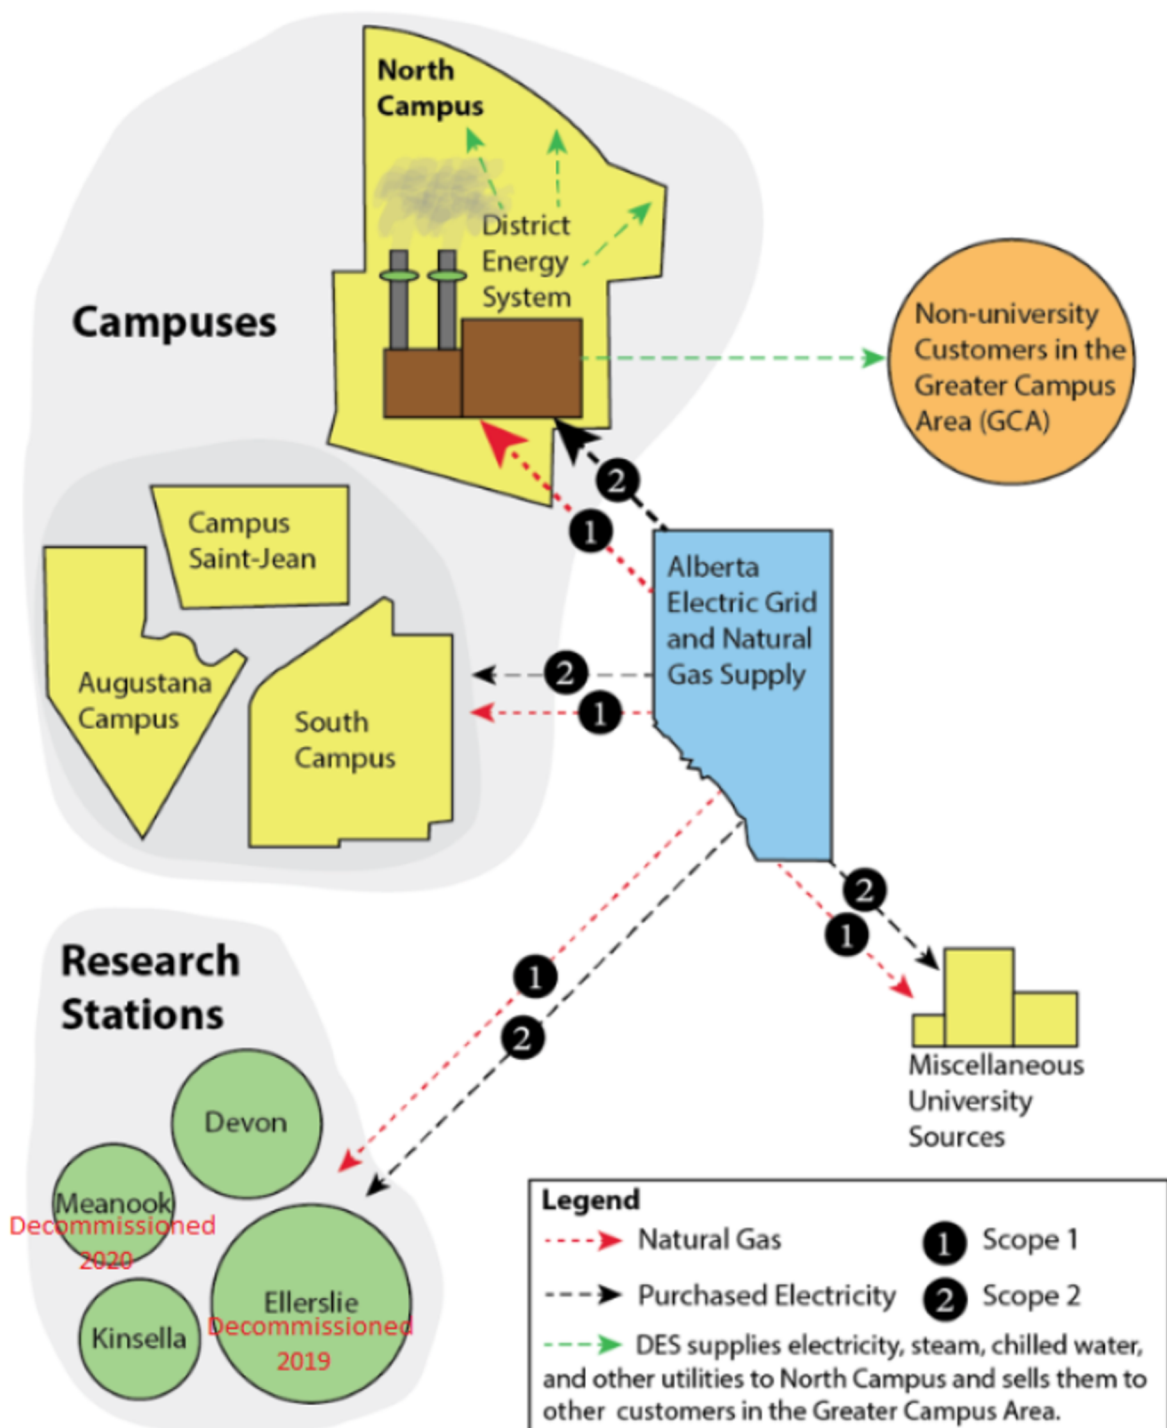 North
Campus
District
Energy
System
Campuses
Non-university
Customers in the
Greater Campus
Area (GCA)
2
1
Campus
Saint-Jean
Alberta
Electric Grid
and Natural
Gas Supply
2
1
Augustana
Campus
South
Campus
2
1
Research
Stations
1
2
Miscellaneous
University
Sources
Devon
Meanook
Decommissioned
2020
Ellerslie
Decommissioned
2019
Kinsella
Legend
Natural Gas
1 Scope 1
Purchased Electricity
2 Scope 2
DES supplies electricity, steam, chilled water,
and other utilities to North Campus and sells them to
other customers in the Greater Campus Area.